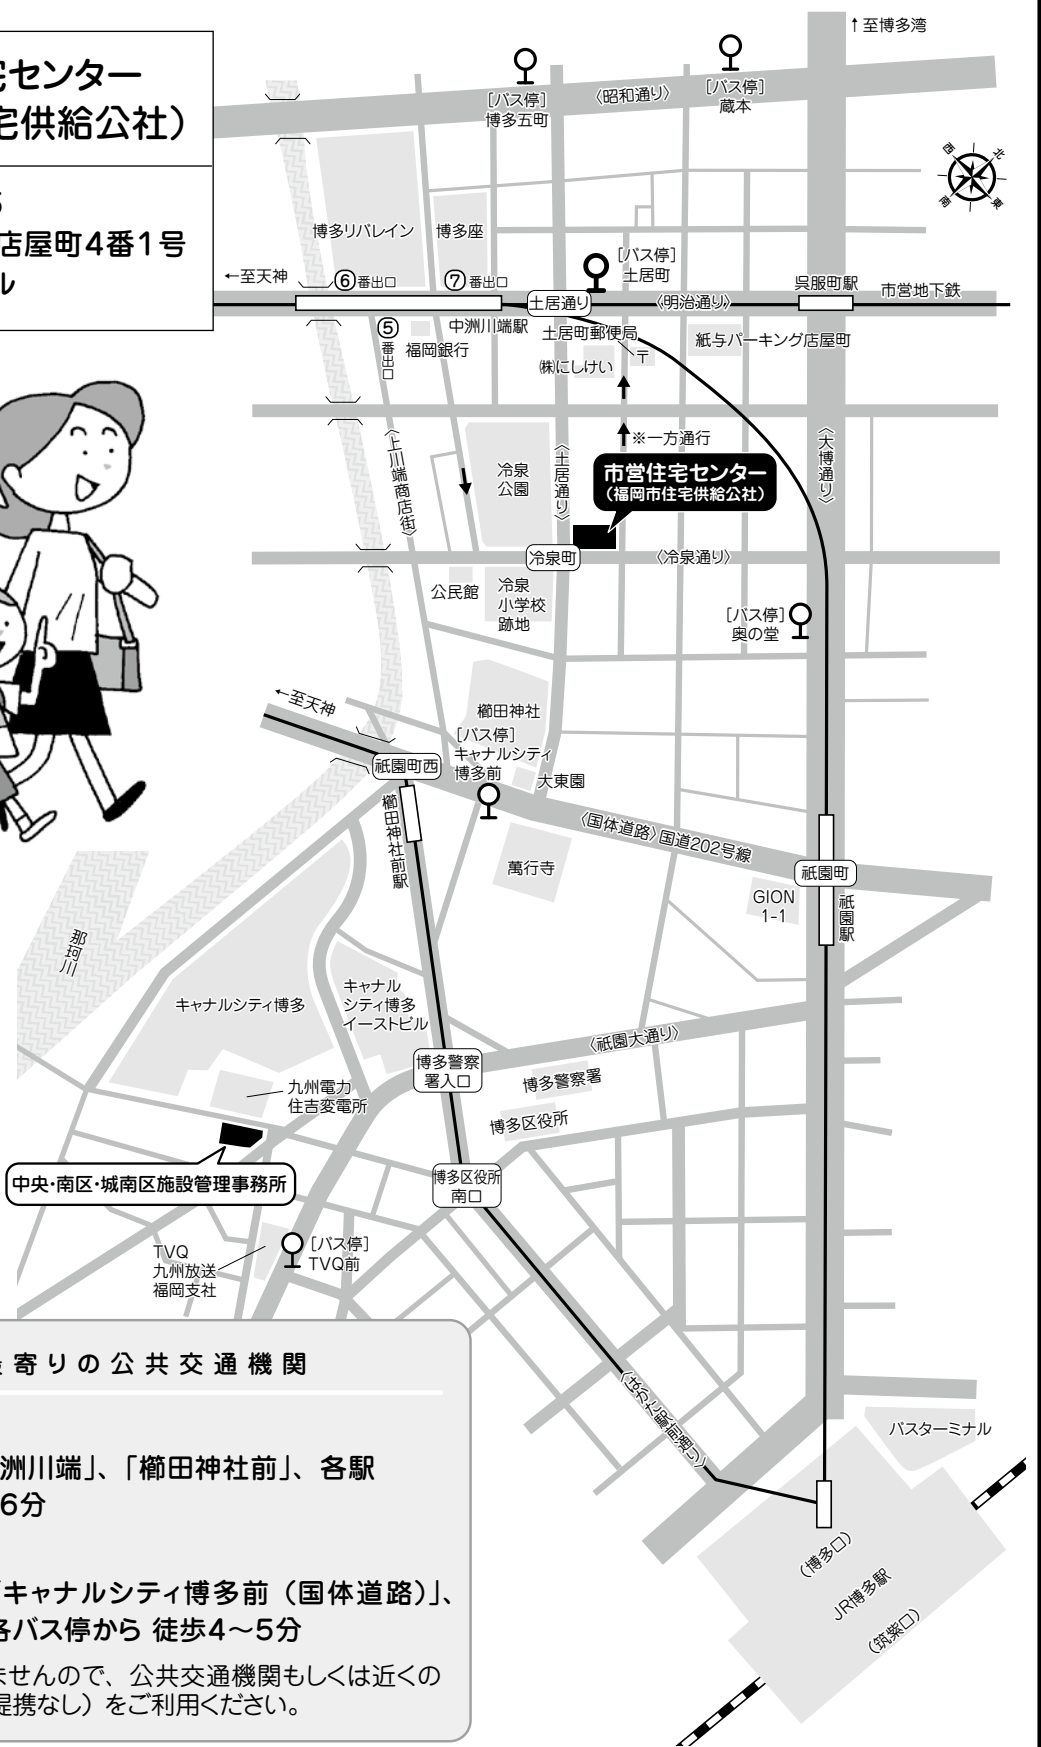 宅センター
宅供給公社）
店屋町4番1号
ル
↑至博多湾
[バス停]
博多五町
〈昭和通り〉
[バス停]
蔵本
西
北
南
東
博多リバレイン
博多座
[バス停]
土居町
←至天神
⑥番出口
⑦番出口
土居通り
〈明治通り〉
呉服町駅
市営地下鉄
⑤番出口
福岡銀行
中洲川端駅
土居町郵便局
〒
㈱にしけい
紙与パーキング店屋町
※一方通行
〈上川端商店街〉
冷泉
公園
〈土居通り〉
市営住宅センター
（福岡市住宅供給公社）
〈大博通り〉
冷泉町
〈冷泉通り〉
公民館
冷泉
小学校
跡地
[バス停]
奥の堂
←至天神
櫛田神社
[バス停]
キャナルシティ
博多前
祇園町西
大東園
櫛田神社前駅
〈国体道路〉国道202号線
萬行寺
祇園町
GION
1-1
祇園駅
那珂川
キャナルシティ博多
キャナル
シティ博多
イーストビル
〈祇園大通り〉
博多警察
署入口
博多警察署
九州電力
住吉変電所
博多区役所
中央・南区・城南区施設管理事務所
博多区役所
南口
TVQ
九州放送
福岡支社
[バス停]
TVQ前
寄りの公共交通機関
〈はかた駅前通り〉
バスターミナル
洲川端」、「櫛田神社前」、各駅
6分
（博多口）
JR博多駅
（筑紫口）
「キャナルシティ博多前（国体道路）」、
各バス停から 徒歩4～5分
ませんので、公共交通機関もしくは近くの
提携なし）をご利用ください。